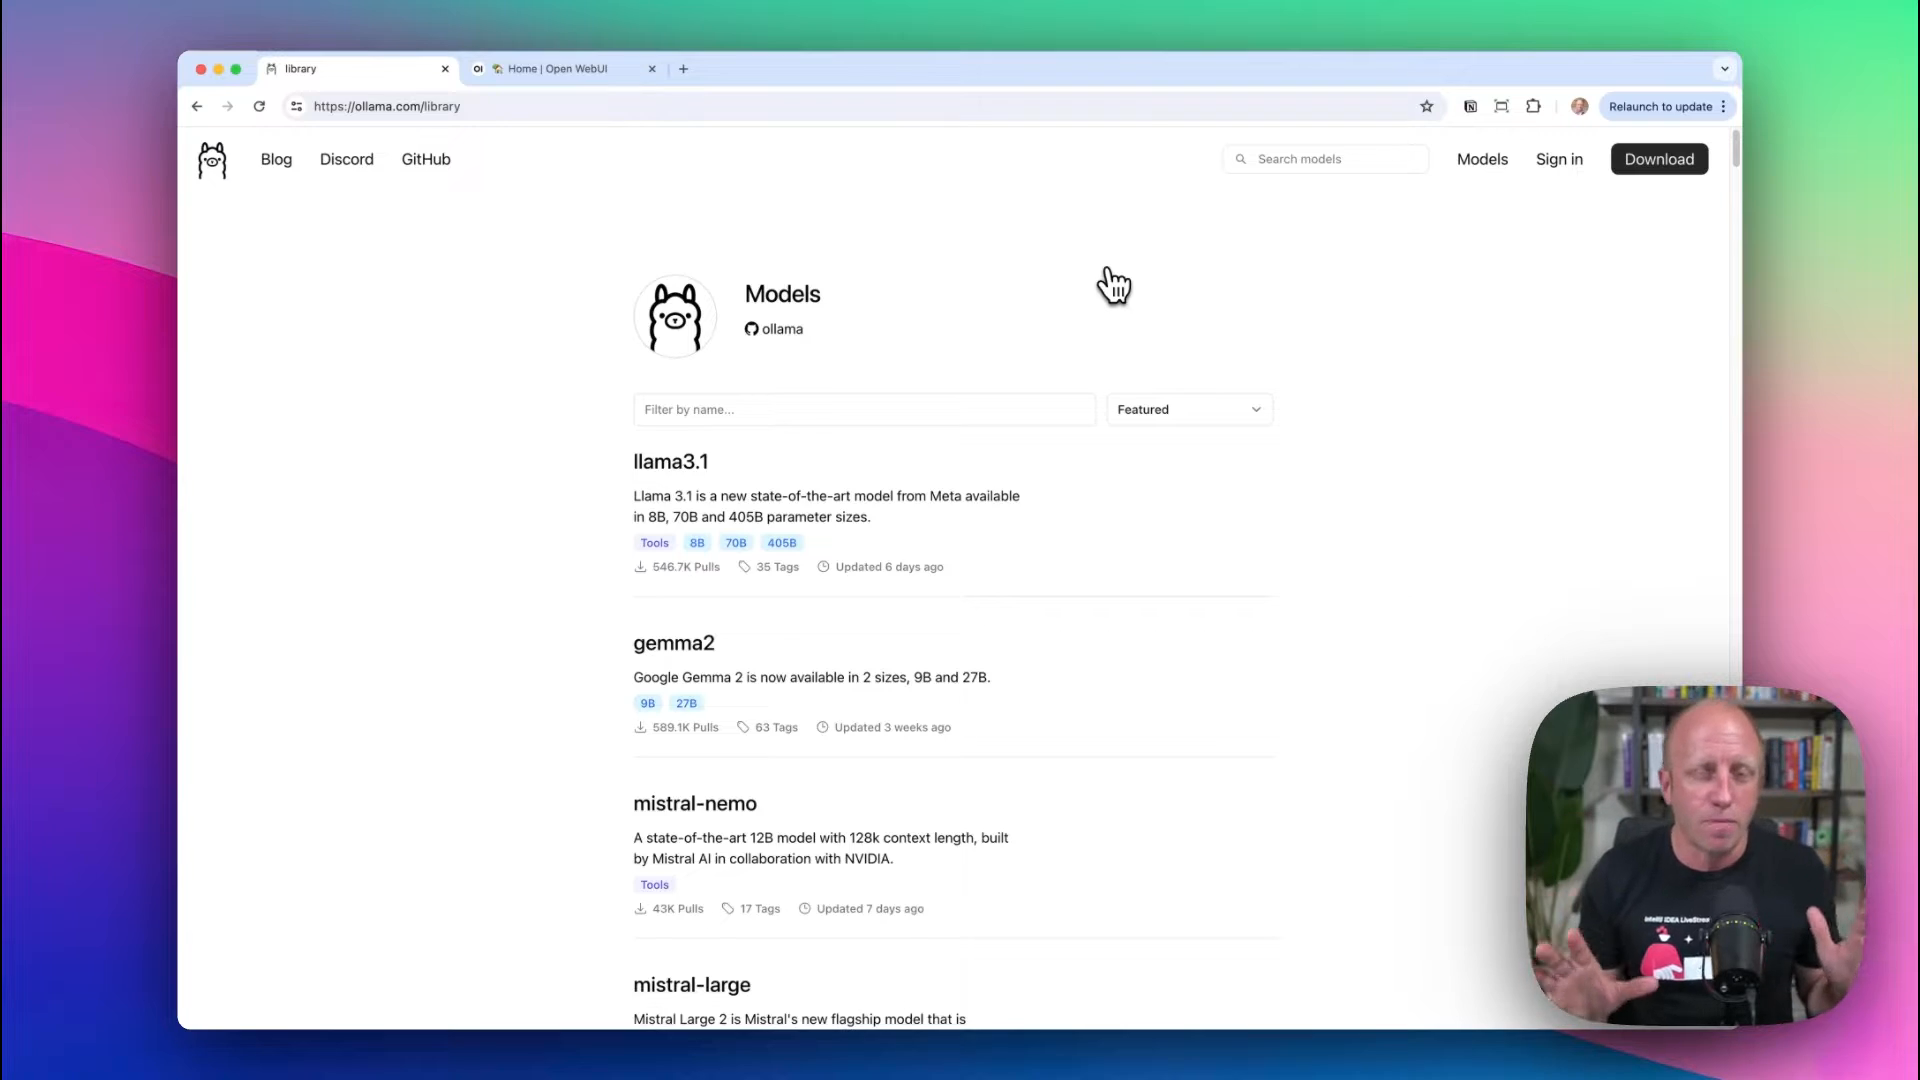 library
OI Home | Open WebUI
https://ollama.com/library
Relaunch to update
Blog
Discord
GitHub
Search models
Models
Sign in
Download
Models
ollama
Filter by name...
Featured
llama3.1
Llama 3.1 is a new state-of-the-art model from Meta available
in 8B, 70B and 405B parameter sizes.
Tools 8B 70B 405B
546.7K Pulls 35 Tags Updated 6 days ago
gemma2
Google Gemma 2 is now available in 2 sizes, 9B and 27B.
9B 27B
589.1K Pulls 63 Tags Updated 3 weeks ago
mistral-nemo
A state-of-the-art 12B model with 128k context length, built
by Mistral AI in collaboration with NVIDIA.
Tools
43K Pulls 17 Tags Updated 7 days ago
mistral-large
Mistral Large 2 is Mistral's new flagship model that is
IntelliJ IDEA LiveStream